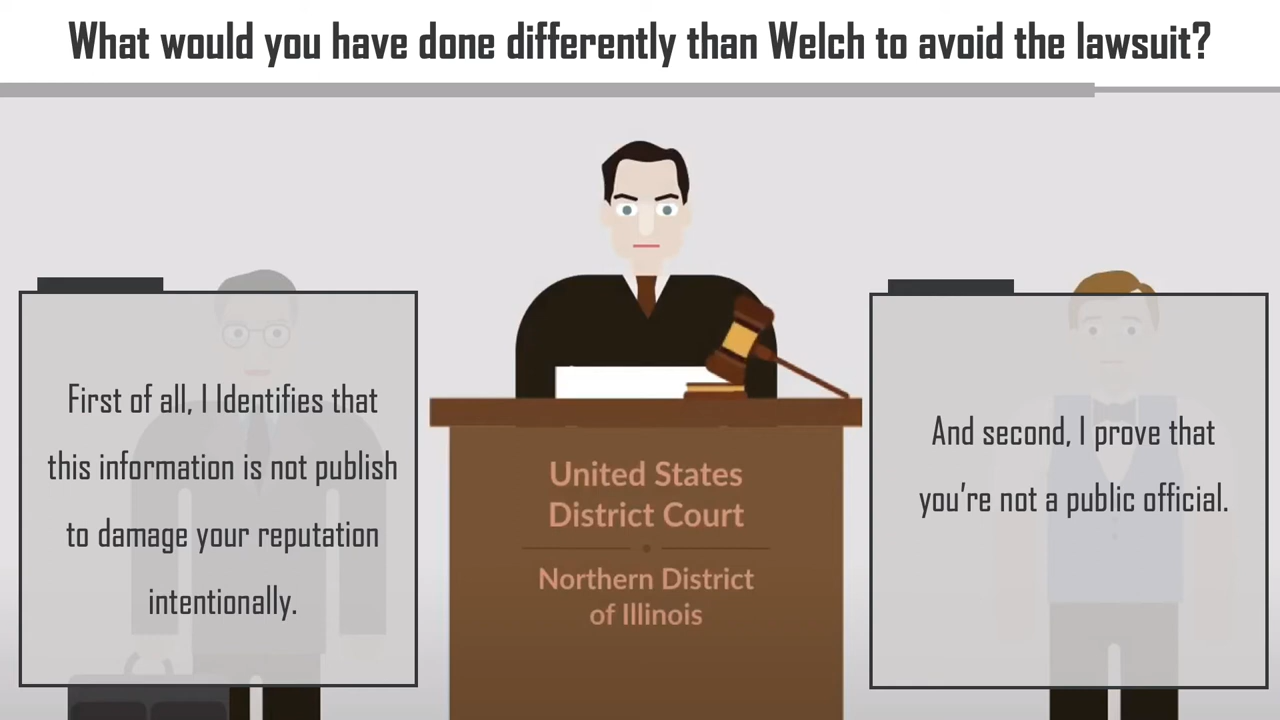 What would you have done differently than Welch to avoid the lawsuit?
First of all, I Identifies that
this information is not publish
to damage your reputation
intentionally.
United States
District Court
Northern District
of Illinois
And second, I prove that
you're not a public official.